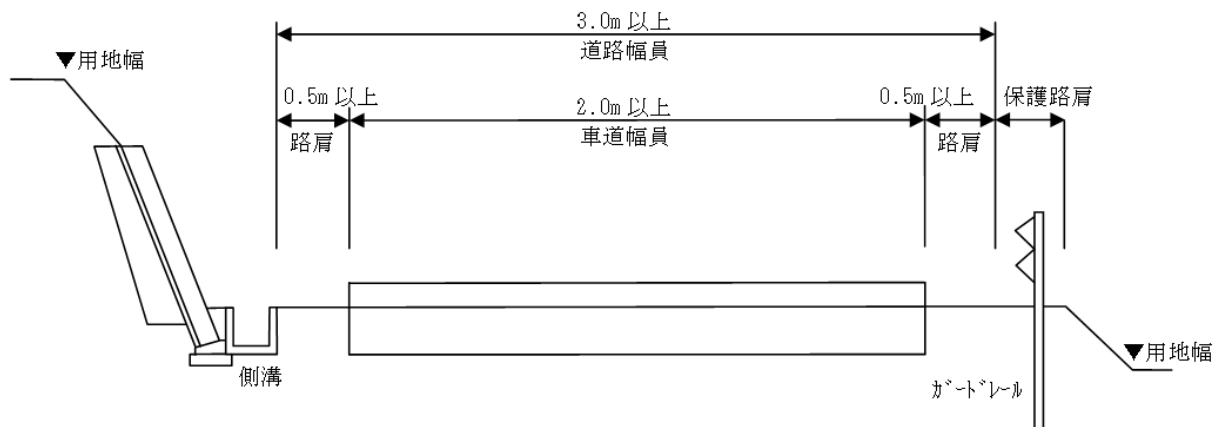 3.0m 以上
道路幅員
▼用地幅
0.5m 以上
2.0m 以上
0.5m 以上
保護路肩
路肩
車道幅員
路肩
▼用地幅
側溝
ｶﾞｰﾄﾞﾚｰﾙ